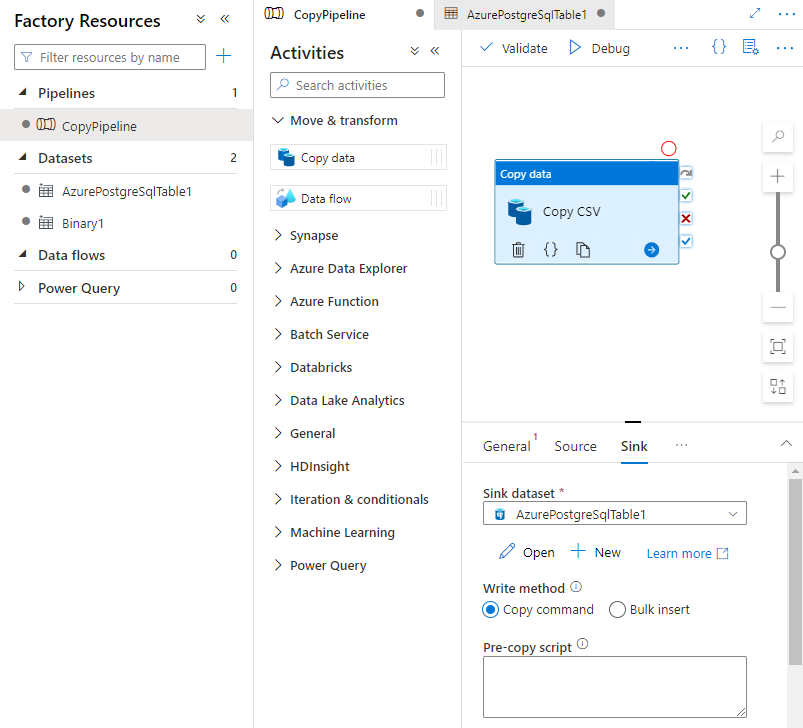 Factory Resources
Filter resources by name
Pipelines 1
CopyPipeline
Datasets 2
AzurePostgreSqlTable1
Binary1
Data flows 0
Power Query 0
CopyPipeline
AzurePostgreSqlTable1
Activities
Search activities
Move & transform
Copy data
Data flow
Synapse
Azure Data Explorer
Azure Function
Batch Service
Databricks
Data Lake Analytics
General
HDInsight
Iteration & conditionals
Machine Learning
Power Query
Validate Debug
Copy data
Copy CSV
General 1 Source Sink
Sink dataset *
AzurePostgreSqlTable1
Open New Learn more
Write method
Copy command Bulk insert
Pre-copy script